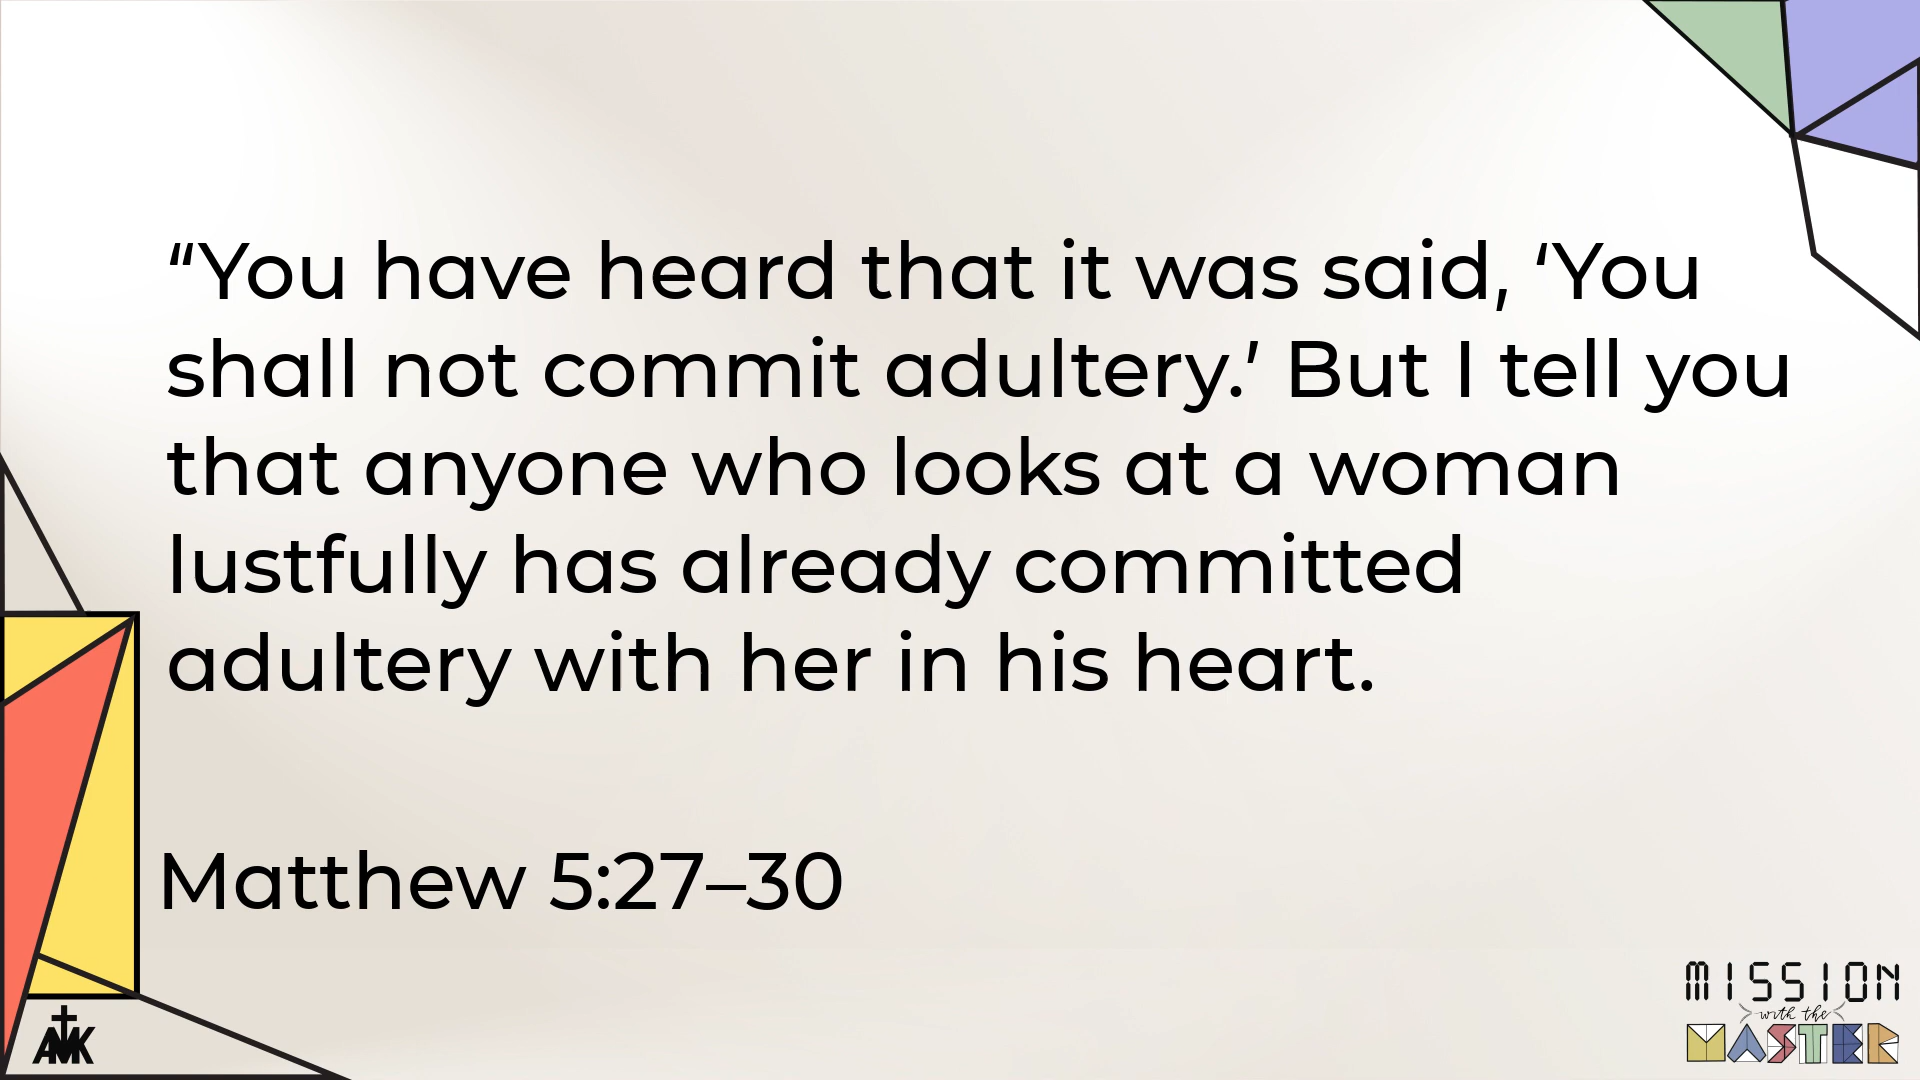 “You have heard that it was said, ‘You
shall not commit adultery.’ But I tell you
that anyone who looks at a woman
lustfully has already committed
adultery with her in his heart.
Matthew 5:27–30
AMK
MISSION
with the
MASTER